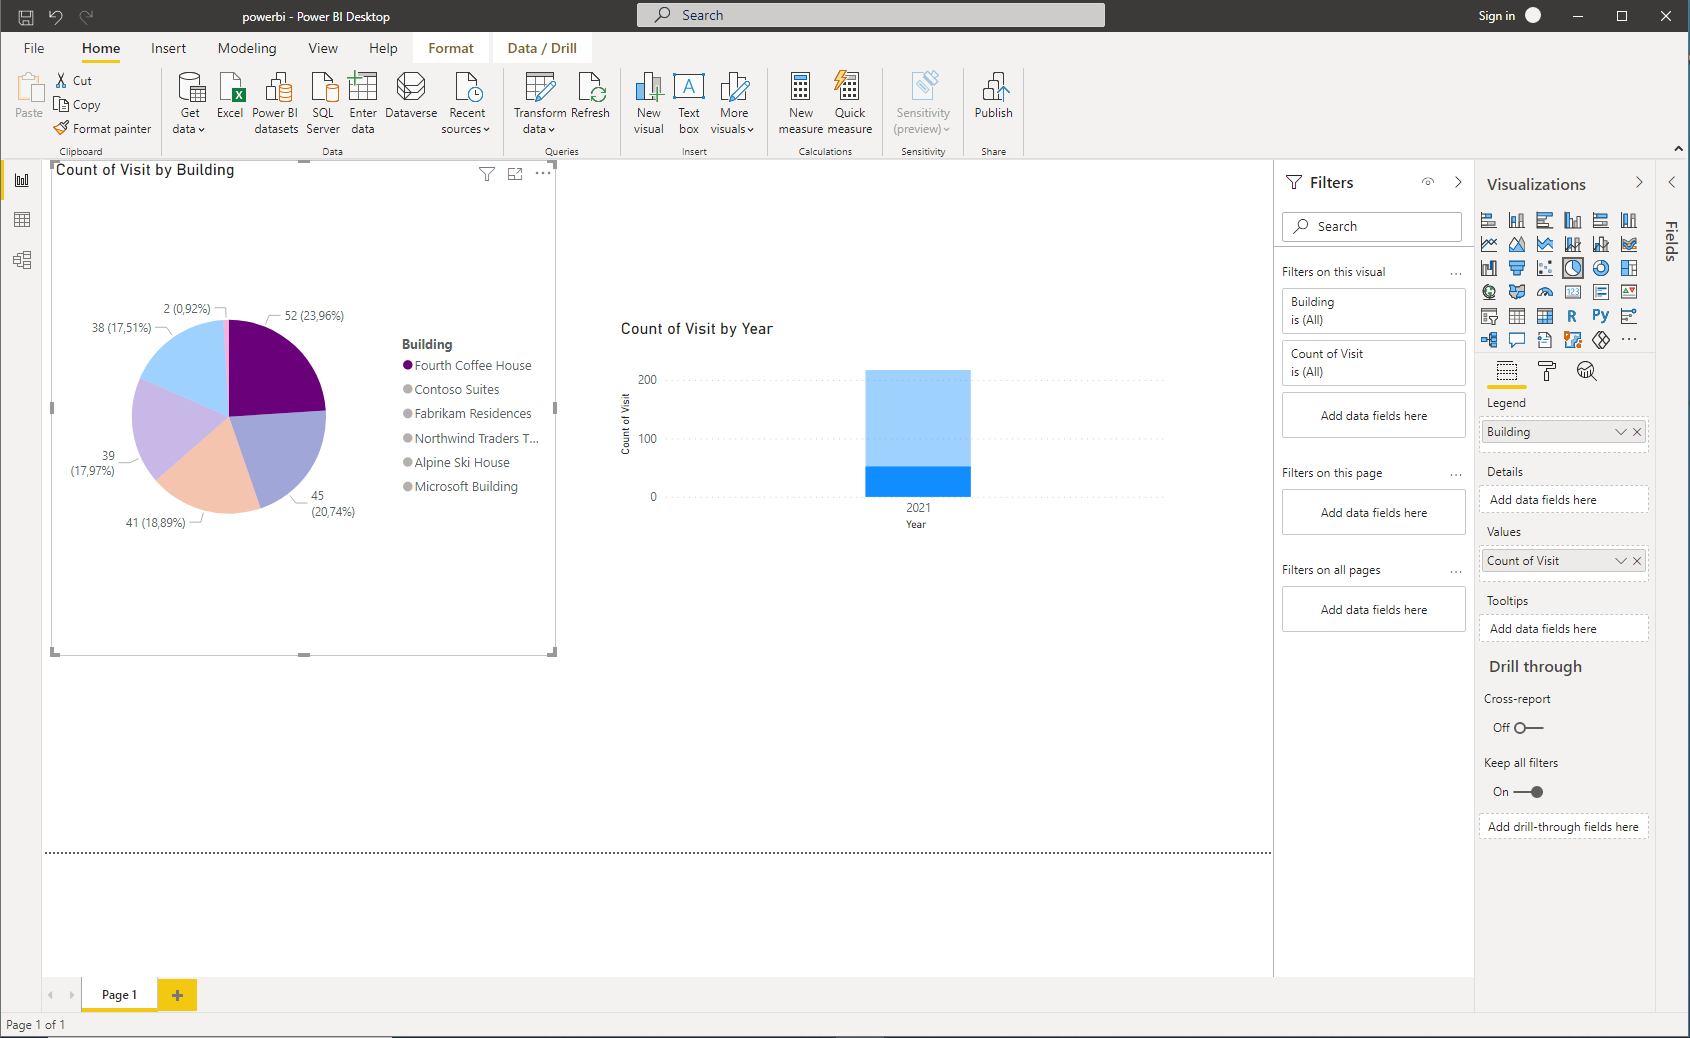 powerbi - Power BI Desktop
Search
Sign in
File Home Insert Modeling View Help Format Data / Drill
Paste
Cut
Copy
Format painter
Clipboard
Get data
Excel
Power BI datasets
SQL Server
Enter data
Dataverse
Recent sources
Data
Transform data
Refresh
Queries
New visual
Text box
More visuals
Insert
New measure
Quick measure
Calculations
Sensitivity (preview)
Sensitivity
Publish
Share
Count of Visit by Building
2 (0,92%)
52 (23,96%)
38 (17,51%)
39
(17,97%)
41 (18,89%)
45
(20,74%)
Building
Fourth Coffee House
Contoso Suites
Fabrikam Residences
Northwind Traders T...
Alpine Ski House
Microsoft Building
Count of Visit by Year
Count of Visit
200
100
0
2021
Year
Filters
Search
Filters on this visual
Building
is (All)
Count of Visit
is (All)
Add data fields here
Filters on this page
Add data fields here
Filters on all pages
Add data fields here
Visualizations
123
R
Py
Legend
Building
Details
Add data fields here
Values
Count of Visit
Tooltips
Add data fields here
Drill through
Cross-report
Off
Keep all filters
On
Add drill-through fields here
Fields
Page 1
Page 1 of 1